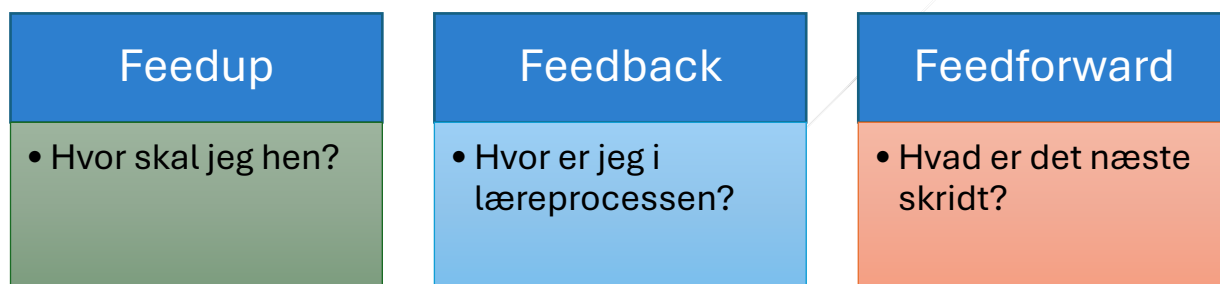 Feedup
• Hvor skal jeg hen?
Feedback
• Hvor er jeg i
læreprocessen?
Feedforward
• Hvad er det næste
skridt?